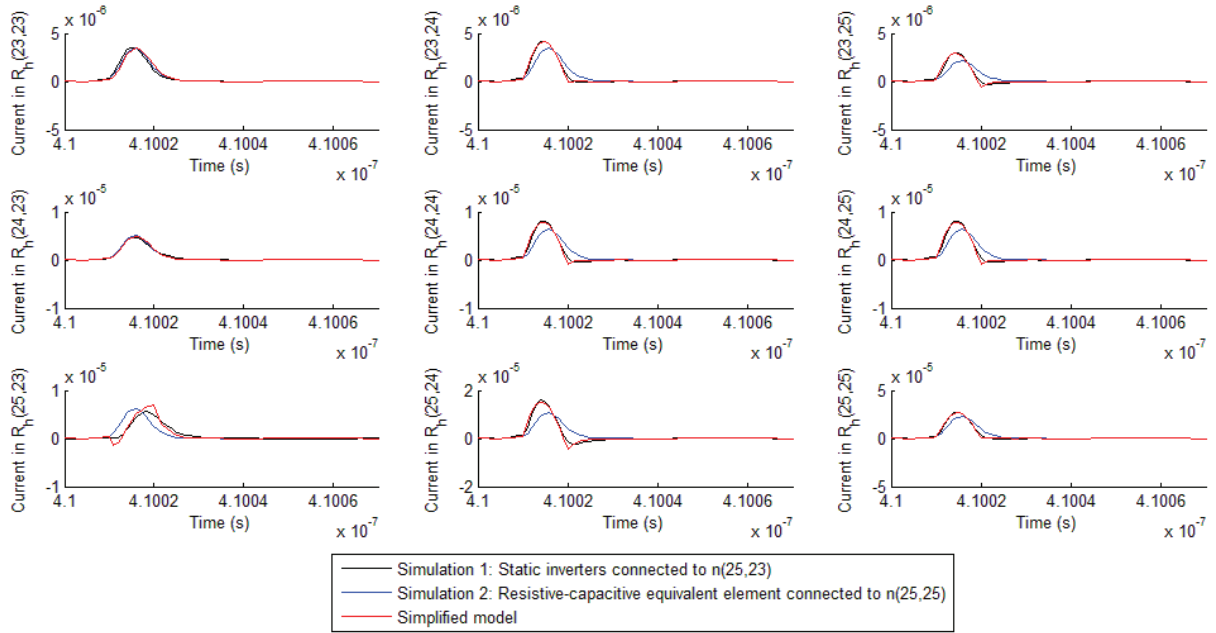 x 10-6
Current in Rh(23,23)
5
0
-5
4.1 4.1002 4.1004 4.1006
Time (s)
x 10-7
x 10-6
Current in Rh(23,24)
5
0
-5
4.1 4.1002 4.1004 4.1006
Time (s)
x 10-7
x 10-6
Current in Rh(23,25)
5
0
-5
4.1 4.1002 4.1004 4.1006
Time (s)
x 10-7
x 10-5
Current in Rh(24,23)
1
0
-1
4.1 4.1002 4.1004 4.1006
Time (s)
x 10-7
x 10-5
Current in Rh(24,24)
1
0
-1
4.1 4.1002 4.1004 4.1006
Time (s)
x 10-7
x 10-5
Current in Rh(24,25)
1
0
-1
4.1 4.1002 4.1004 4.1006
Time (s)
x 10-7
x 10-5
Current in Rh(25,23)
1
0
-1
4.1 4.1002 4.1004 4.1006
Time (s)
x 10-7
x 10-5
Current in Rh(25,24)
2
0
-2
4.1 4.1002 4.1004 4.1006
Time (s)
x 10-7
x 10-5
Current in Rh(25,25)
5
0
-5
4.1 4.1002 4.1004 4.1006
Time (s)
x 10-7
Simulation 1: Static inverters connected to n(25,23)
Simulation 2: Resistive-capacitive equivalent element connected to n(25,25)
Simplified model